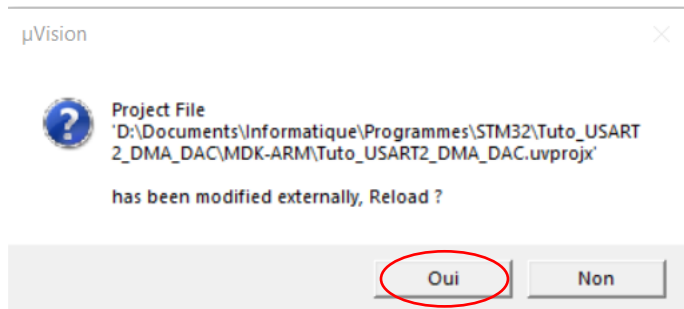 µVision
Project File
'D:\Documents\Informatique\Programmes\STM32\Tuto_USART
2_DMA_DAC\MDK-ARM\Tuto_USART2_DMA_DAC.uvprojx'
has been modified externally, Reload ?
Oui Non